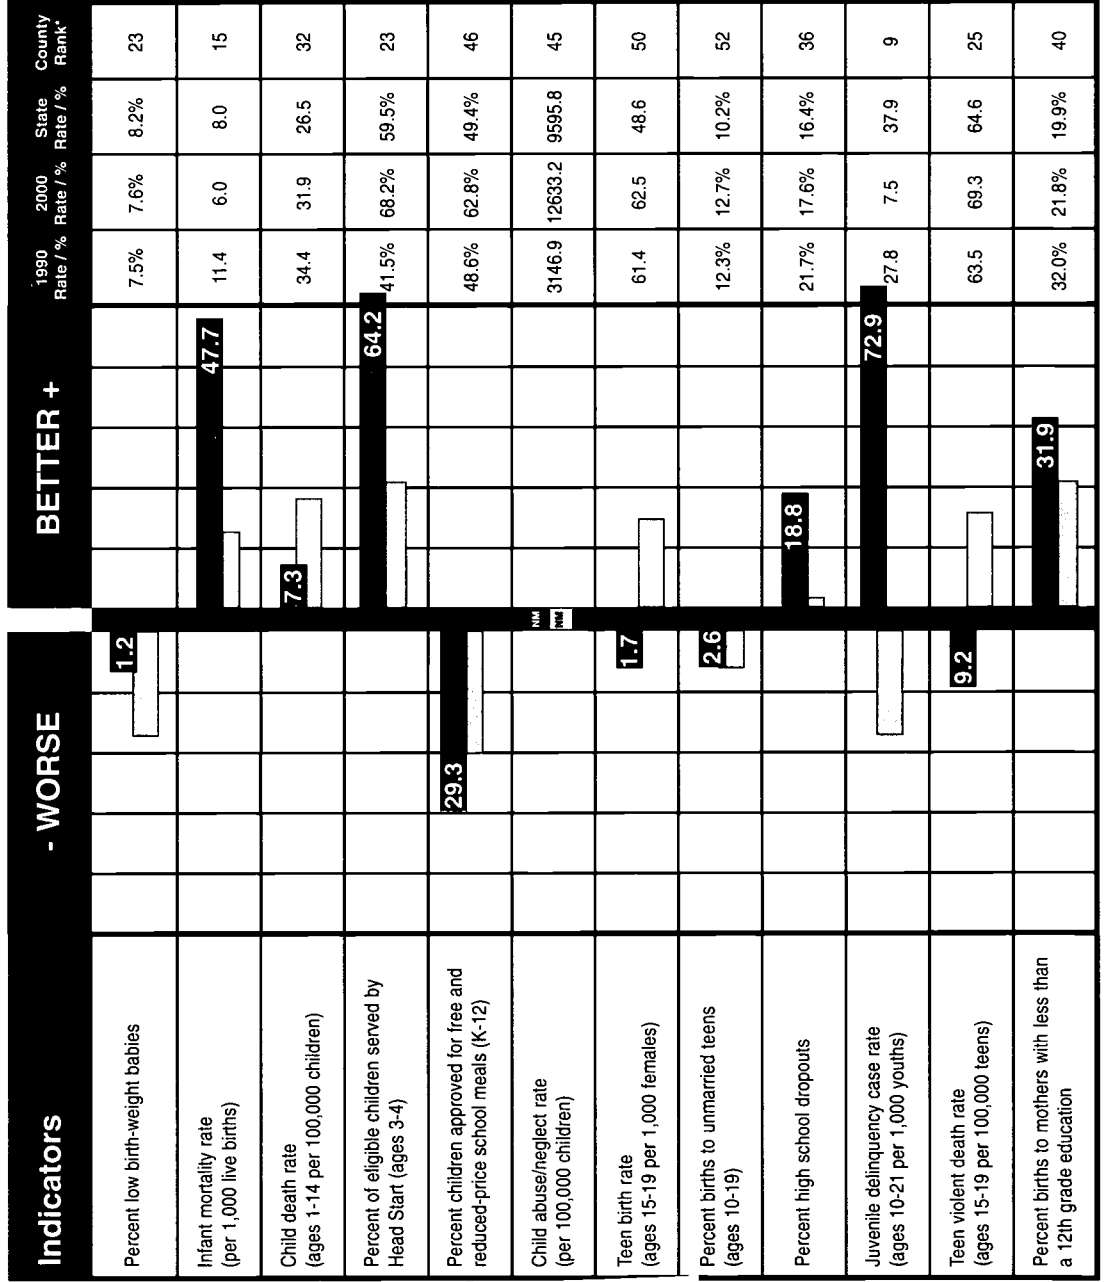 Indicators - WORSE BETTER + 1990 Rate / % 2000 Rate / % State Rate / % County Rank*
Percent low birth-weight babies 1.2 7.5% 7.6% 8.2% 23
Infant mortality rate
(per 1,000 live births) 47.7 11.4 6.0 8.0 15
Child death rate
(ages 1-14 per 100,000 children) 7.3 34.4 31.9 26.5 32
Percent of eligible children served by
Head Start (ages 3-4) 64.2 41.5% 68.2% 59.5% 23
Percent children approved for free and
reduced-price school meals (K-12) 29.3 48.6% 62.8% 49.4% 46
Child abuse/neglect rate
(per 100,000 children) NM NM 3146.9 12633.2 9595.8 45
Teen birth rate
(ages 15-19 per 1,000 females) 1.7 61.4 62.5 48.6 50
Percent births to unmarried teens
(ages 10-19) 2.6 12.3% 12.7% 10.2% 52
Percent high school dropouts 18.8 21.7% 17.6% 16.4% 36
Juvenile delinquency case rate
(ages 10-21 per 1,000 youths) 72.9 27.8 7.5 37.9 9
Teen violent death rate
(ages 15-19 per 100,000 teens) 9.2 63.5 69.3 64.6 25
Percent births to mothers with less than
a 12th grade education 31.9 32.0% 21.8% 19.9% 40